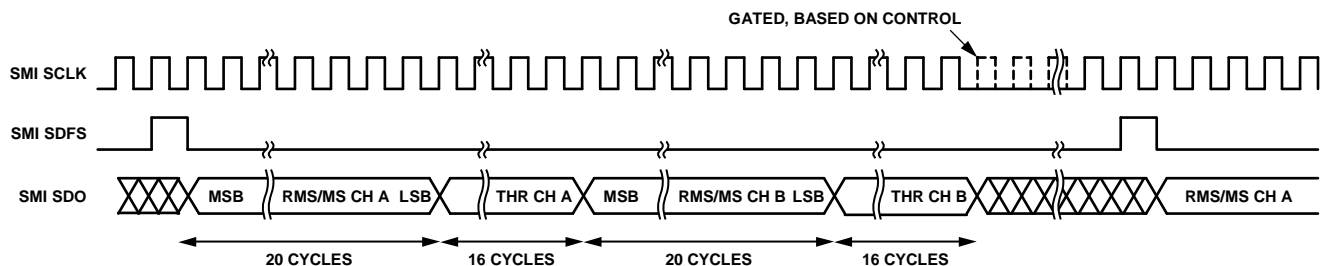 GATED, BASED ON CONTROL
SMI SCLK
SMI SDFS
SMI SDO
MSB
RMS/MS CH A LSB
THR CH A
MSB
RMS/MS CH B LSB
THR CH B
RMS/MS CH A
20 CYCLES
16 CYCLES
20 CYCLES
16 CYCLES